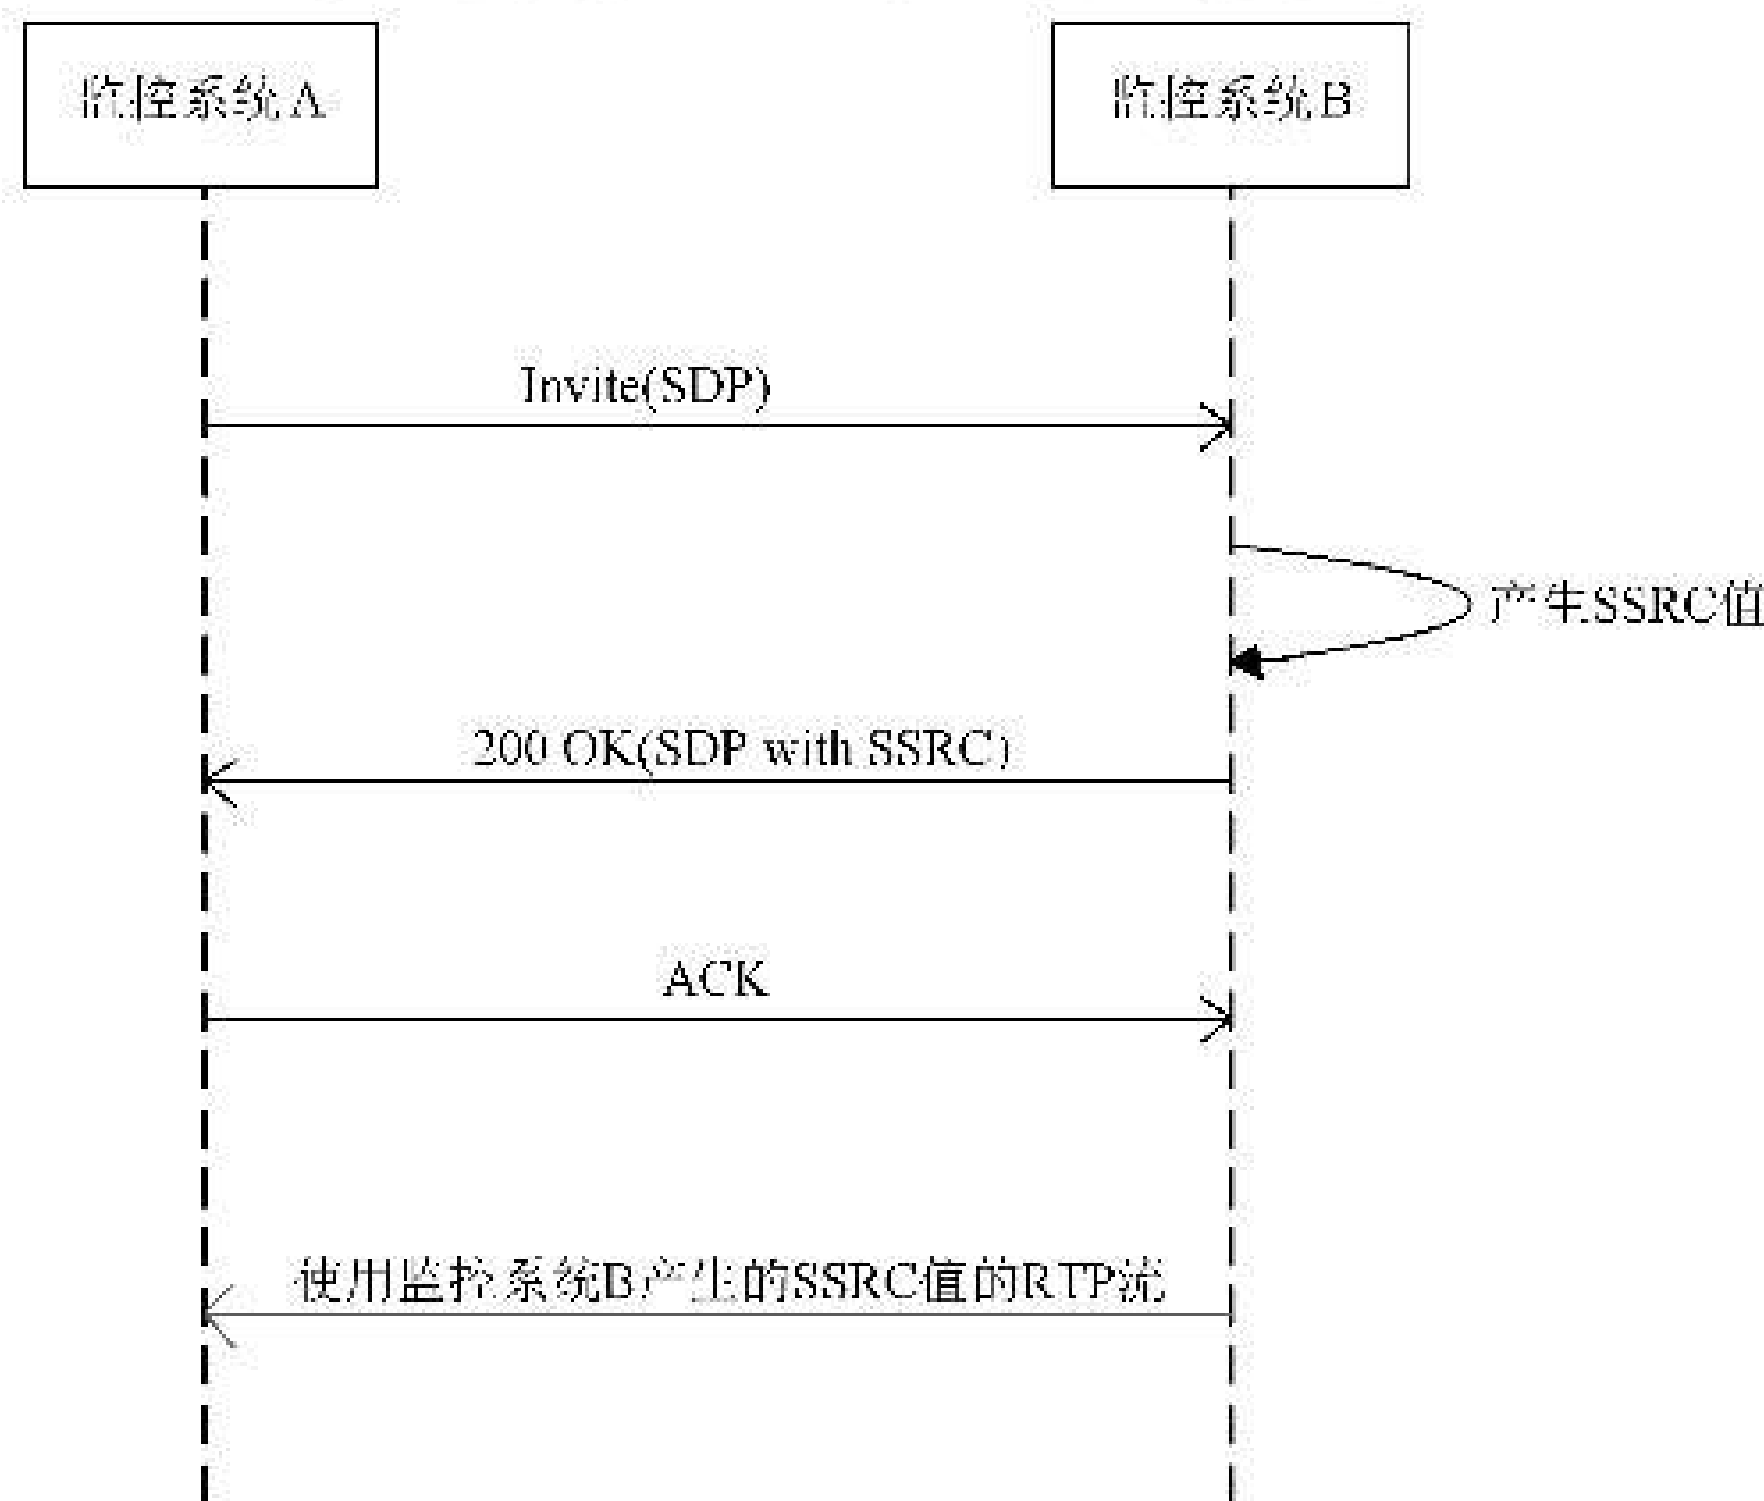 监控系统A
监控系统B
Invite(SDP)
产生SSRC值
200 OK(SDP with SSRC)
ACK
使用监控系统B产生的SSRC值的RTP流